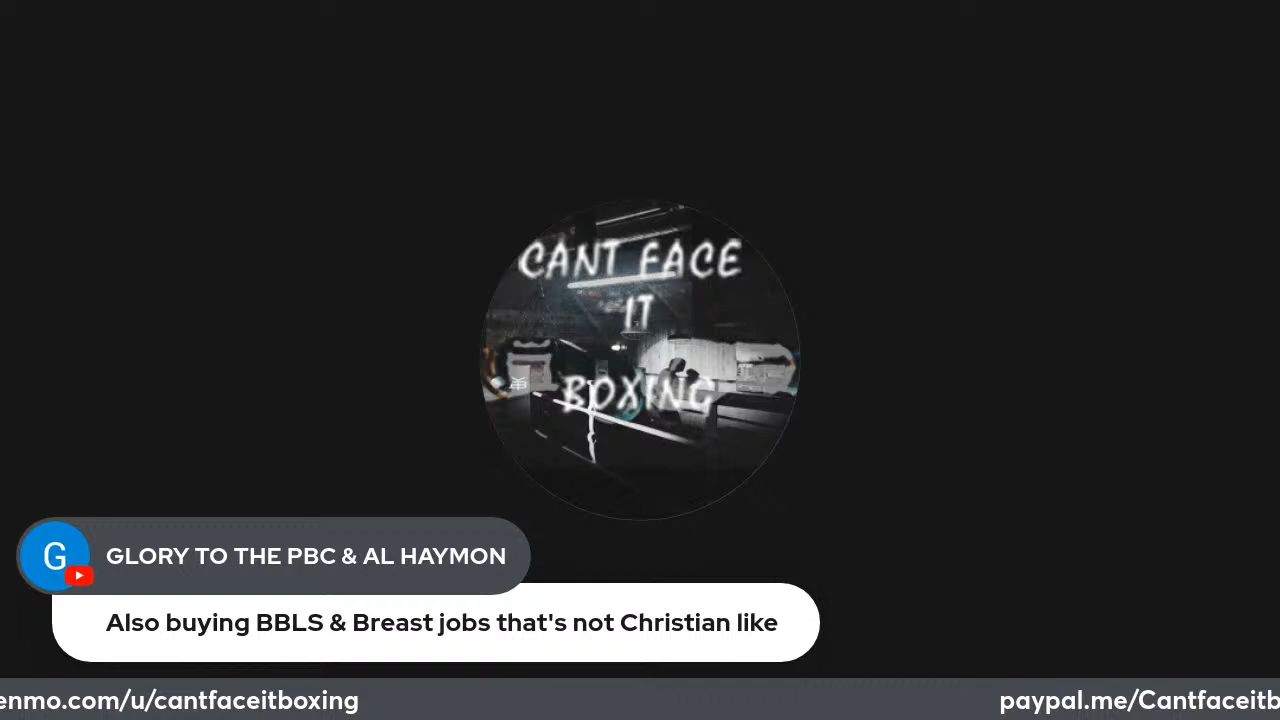 CANT FACE
IT
BOXING
G
GLORY TO THE PBC & AL HAYMON
Also buying BBLS & Breast jobs that's not Christian like
enmo.com/u/cantfaceitboxing
paypal.me/Cantfaceitb